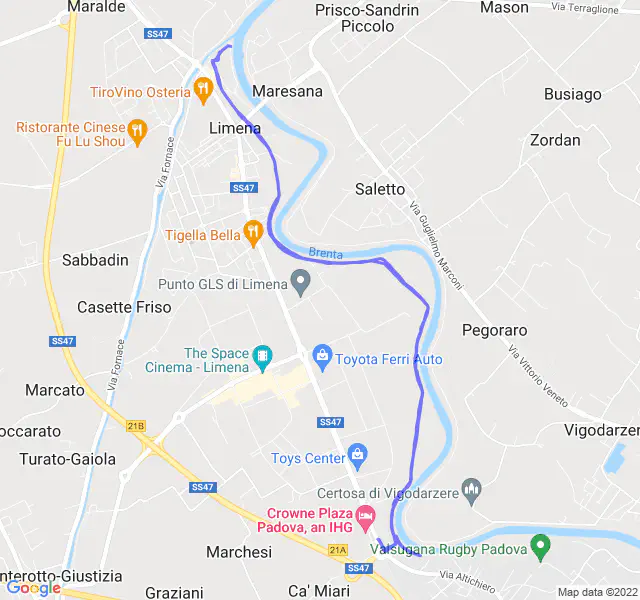 Maralde
Prisco-Sandrin
Piccolo
Mason
Via Terraglione
SS47
TiroVino Osteria
Maresana
Busiago
Limena
Ristorante Cinese
Fu Lu Shou
Zordan
Via Fornace
SS47
Saletto
Via Guglielmo Marconi
Tigella Bella
Brenta
Sabbadin
Punto GLS di Limena
Casette Friso
Pegoraro
SS47
The Space
Cinema - Limena
Toyota Ferri Auto
Via Fornace
Via Vittorio Veneto
Marcato
SS47
21B
occarato
Vigodarzere
Turato-Gaiola
Toys Center
SS47
Certosa di Vigodarzere
Crowne Plaza
Padova, an IHG
21A
Valsugana Rugby Padova
Marchesi
Via Altichiero
nterotto-Giustizia
Google
Graziani
Ca' Miari
Map data ©2022